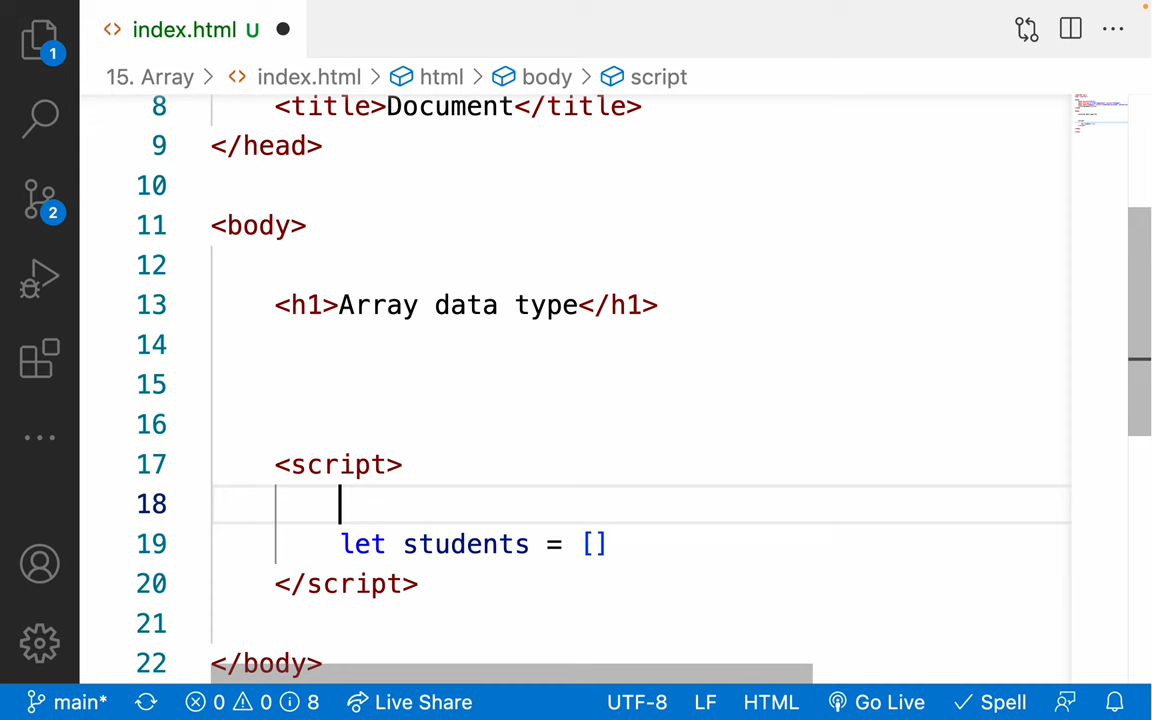 index.html U
15. Array > index.html > html > body > script
8 <title>Document</title>
9 </head>
10
11 <body>
12
13 <h1>Array data type</h1>
14
15
16
17 <script>
18
19 let students = []
20 </script>
21
22 </body>
1
2
main* 0 0 8 Live Share UTF-8 LF HTML Go Live Spell